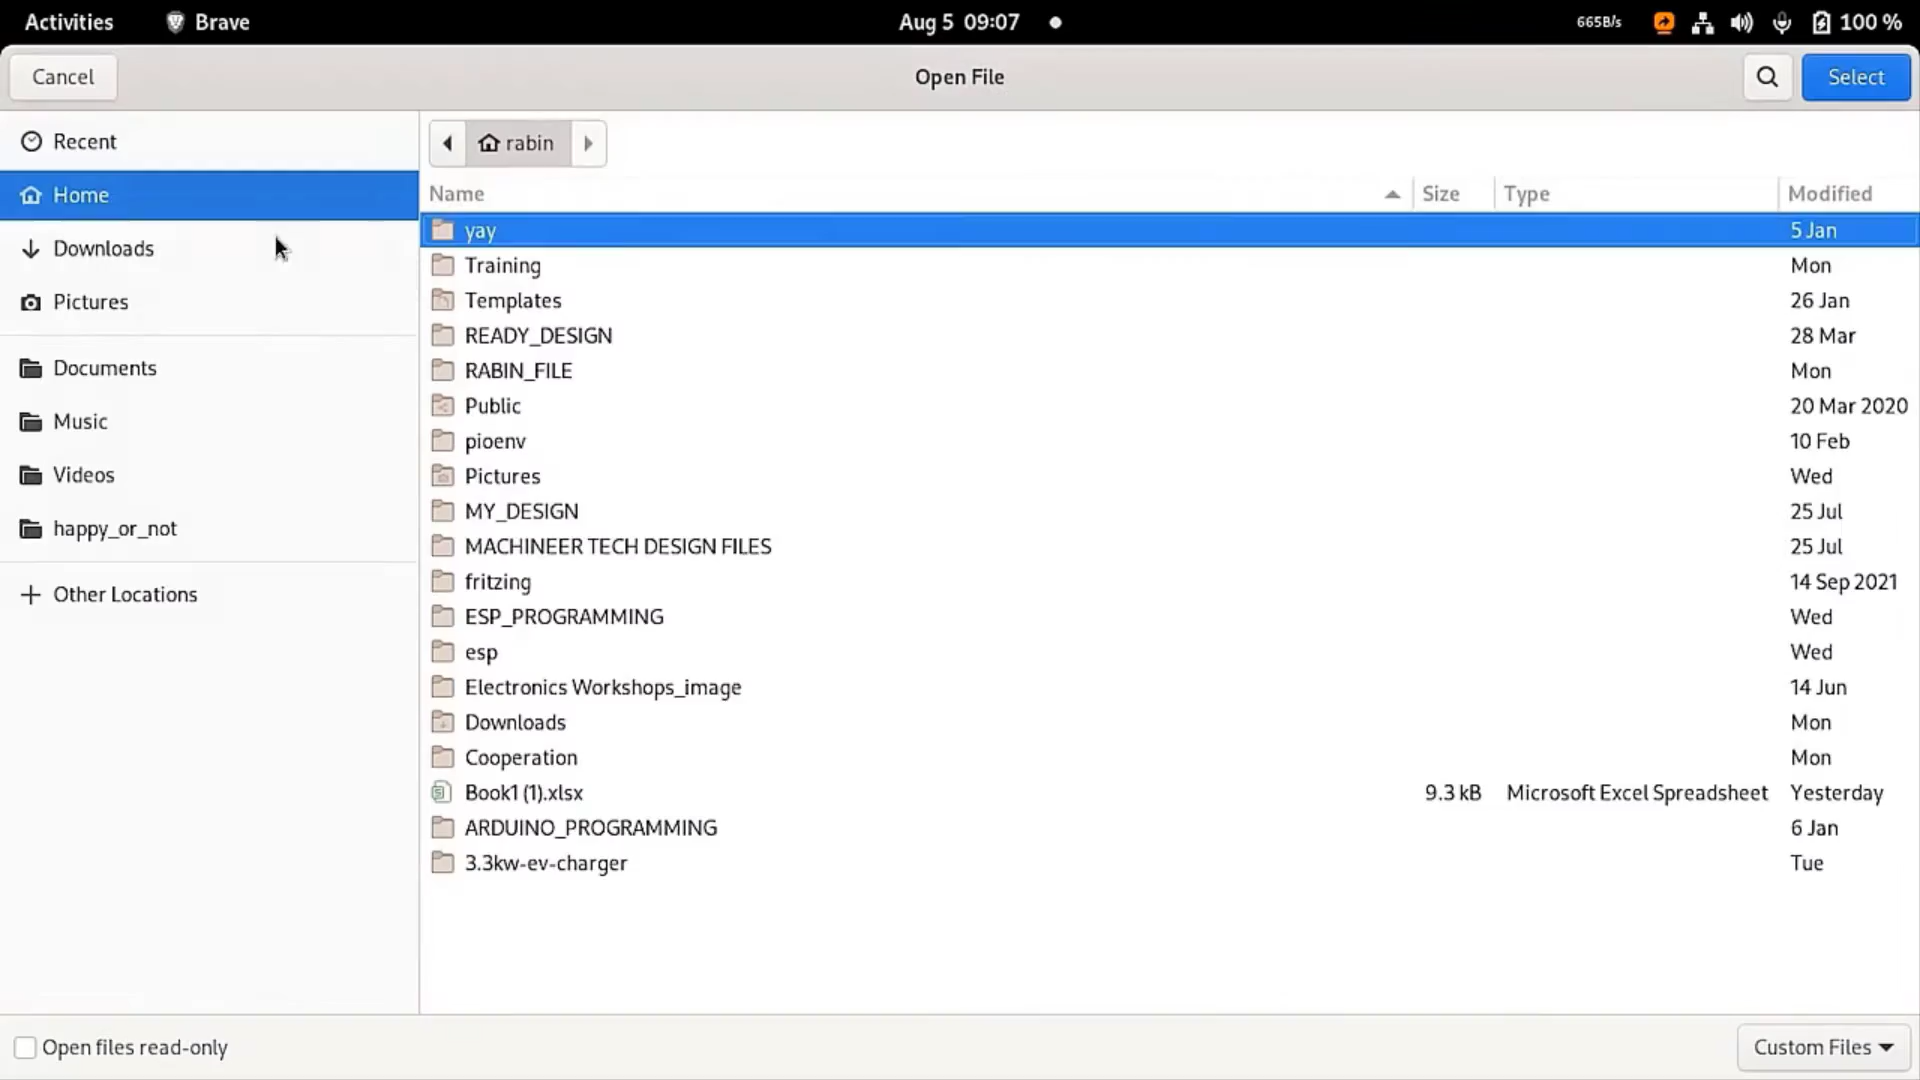 Activities Brave Aug 5 09:07 665B/s 100 %
Cancel Open File Select
Recent
Home
Downloads
Pictures
Documents
Music
Videos
happy_or_not
Other Locations
rabin
Name Size Type Modified
yay 5 Jan
Training Mon
Templates 26 Jan
READY_DESIGN 28 Mar
RABIN_FILE Mon
Public 20 Mar 2020
pioenv 10 Feb
Pictures Wed
MY_DESIGN 25 Jul
MACHINEER TECH DESIGN FILES 25 Jul
fritzing 14 Sep 2021
ESP_PROGRAMMING Wed
esp Wed
Electronics Workshops_image 14 Jun
Downloads Mon
Cooperation Mon
Book1 (1).xlsx 9.3 kB Microsoft Excel Spreadsheet Yesterday
ARDUINO_PROGRAMMING 6 Jan
3.3kw-ev-charger Tue
Open files read-only Custom Files